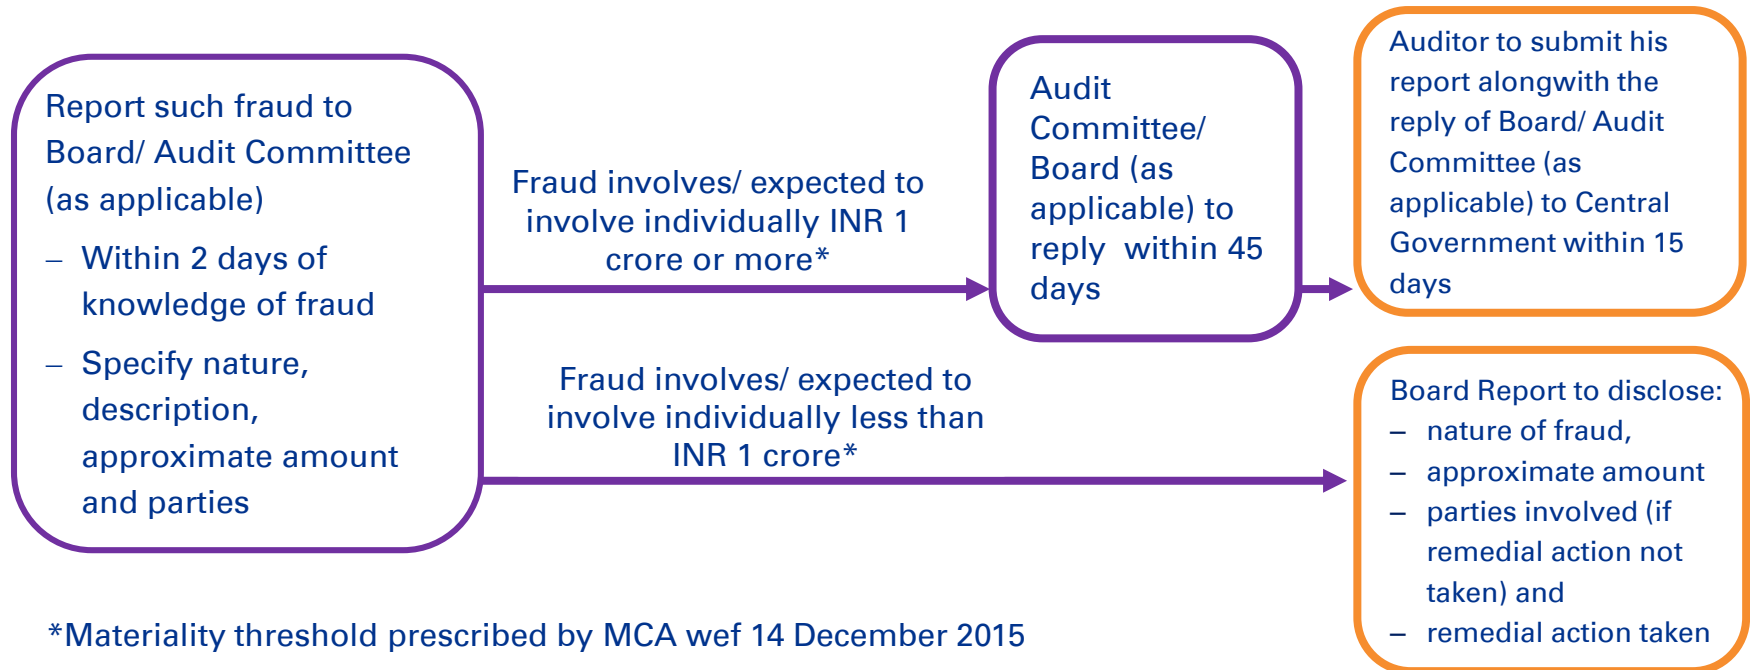 Report such fraud to
Board/ Audit Committee
(as applicable)
– Within 2 days of
knowledge of fraud
– Specify nature,
description,
approximate amount
and parties
Fraud involves/ expected to
involve individually INR 1
crore or more*
Audit
Committee/
Board (as
applicable) to
reply within 45
days
Auditor to submit his
report alongwith the
reply of Board/ Audit
Committee (as
applicable) to Central
Government within 15
days
Fraud involves/ expected to
involve individually less than
INR 1 crore*
Board Report to disclose:
– nature of fraud,
– approximate amount
– parties involved (if
remedial action not
taken) and
– remedial action taken
*Materiality threshold prescribed by MCA wef 14 December 2015